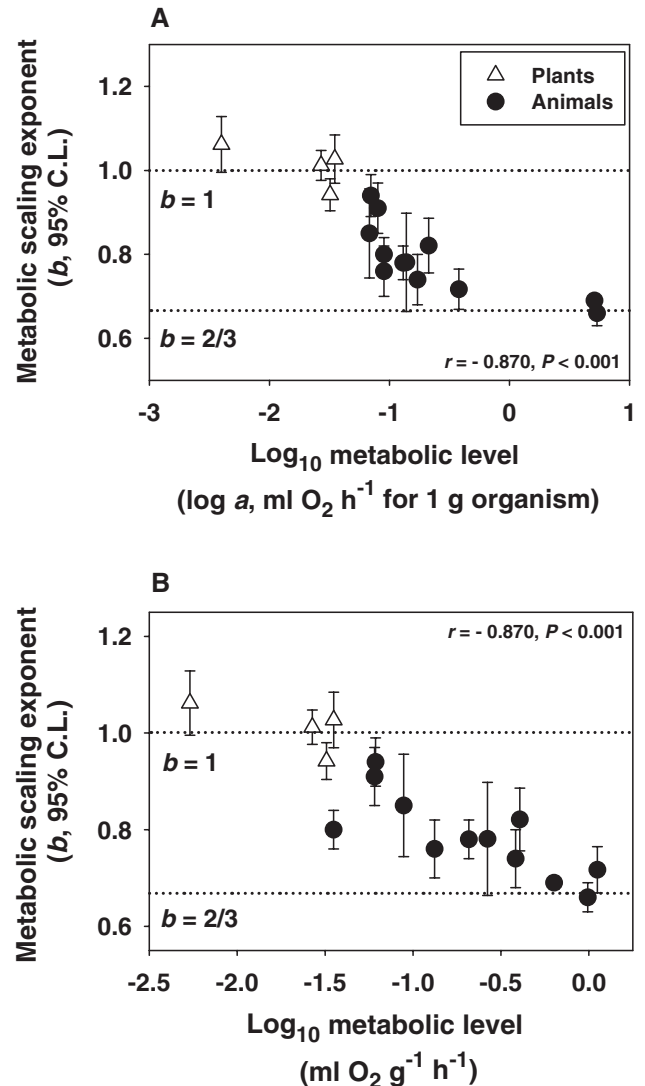 A
Metabolic scaling exponent
(b, 95% C.L.)
1.2
1.0
0.8
0.6
Plants
Animals
b = 1
b = 2/3
r = - 0.870, P < 0.001
-3 -2 -1 0 1
Log10 metabolic level
(log a, ml O2 h-1 for 1 g organism)
B
Metabolic scaling exponent
(b, 95% C.L.)
r = - 0.870, P < 0.001
1.2
1.0
0.8
0.6
b = 1
b = 2/3
-2.5 -2.0 -1.5 -1.0 -0.5 0.0
Log10 metabolic level
(ml O2 g-1 h-1)